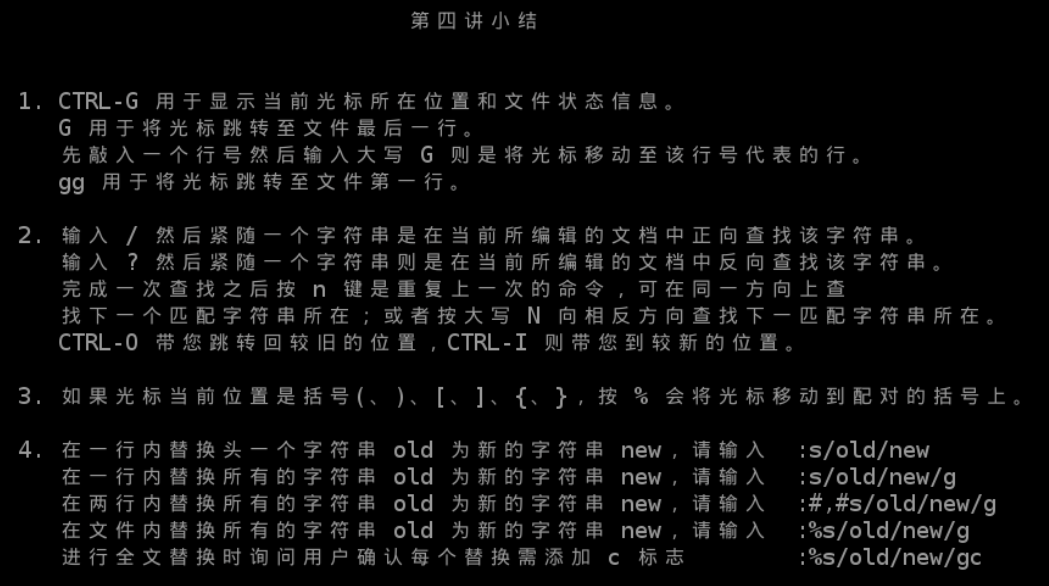 第四讲小结
1. CTRL-G 用于显示当前光标所在位置和文件状态信息。
G 用于将光标跳转至文件最后一行。
先敲入一个行号然后输入大写 G 则是将光标移动至该行号代表的行。
gg 用于将光标跳转至文件第一行。
2. 输入 / 然后紧随一个字符串是在当前所编辑的文档中正向查找该字符串。
输入 ? 然后紧随一个字符串则是在当前所编辑的文档中反向查找该字符串。
完成一次查找之后按 n 键是重复上一次的命令,可在同一方向上查
找下一个匹配字符串所在;或者按大写 N 向相反方向查找下一匹配字符串所在。
CTRL-O 带您跳转回较旧的位置,CTRL-I 则带您到较新的位置。
3. 如果光标当前位置是括号(、)、[、]、{、},按 % 会将光标移动到配对的括号上。
4. 在一行内替换头一个字符串 old 为新的字符串 new,请输入 :s/old/new
在一行内替换所有的字符串 old 为新的字符串 new,请输入 :s/old/new/g
在两行内替换所有的字符串 old 为新的字符串 new,请输入 :#,#s/old/new/g
在文件内替换所有的字符串 old 为新的字符串 new,请输入 :%s/old/new/g
进行全文替换时询问用户确认每个替换需添加 c 标志 :%s/old/new/gc